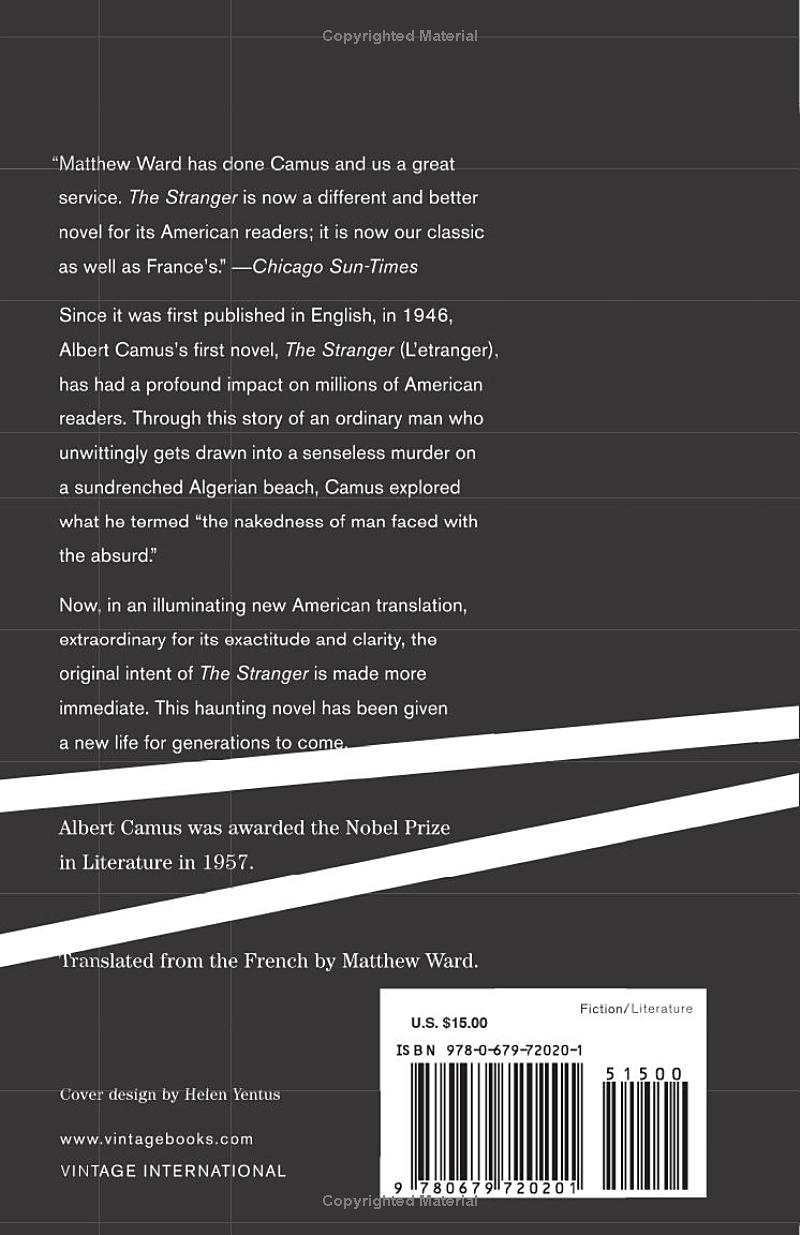 Copyrighted Material
“Matthew Ward has done Camus and us a great
service. The Stranger is now a different and better
novel for its American readers; it is now our classic
as well as France’s.” —Chicago Sun-Times
Since it was first published in English, in 1946,
Albert Camus’s first novel, The Stranger (L’etranger),
has had a profound impact on millions of American
readers. Through this story of an ordinary man who
unwittingly gets drawn into a senseless murder on
a sundrenched Algerian beach, Camus explored
what he termed “the nakedness of man faced with
the absurd.”
Now, in an illuminating new American translation,
extraordinary for its exactitude and clarity, the
original intent of The Stranger is made more
immediate. This haunting novel has been given
a new life for generations to come.
Albert Camus was awarded the Nobel Prize
in Literature in 1957.
Translated from the French by Matthew Ward.
Fiction/Literature
U.S. $15.00
ISBN 978-0-679-72020-1
51500
9 780679 720201
Cover design by Helen Yentus
www.vintagebooks.com
VINTAGE INTERNATIONAL
Copyrighted Material